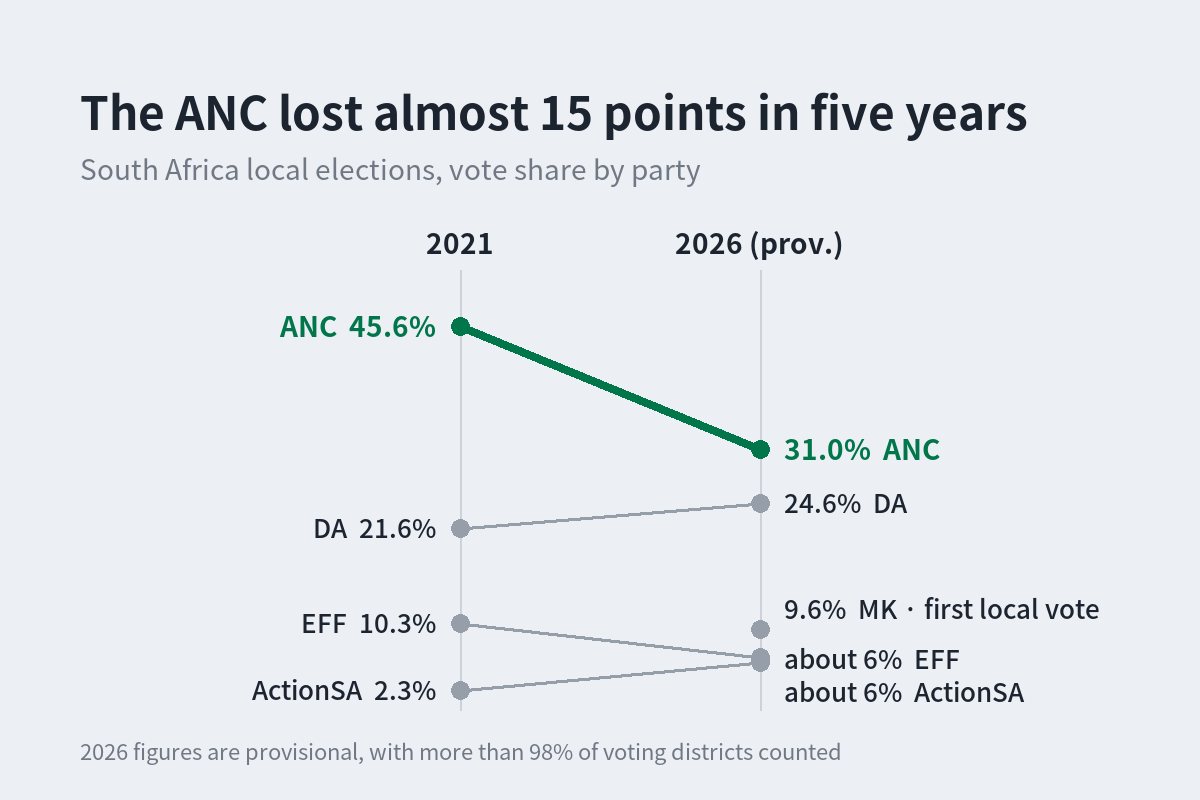 The ANC lost almost 15 points in five years
South Africa local elections, vote share by party
2021
2026 (prov.)
ANC 45.6%
31.0% ANC
24.6% DA
DA 21.6%
9.6% MK · first local vote
EFF 10.3%
about 6% EFF
ActionSA 2.3%
about 6% ActionSA
2026 figures are provisional, with more than 98% of voting districts counted